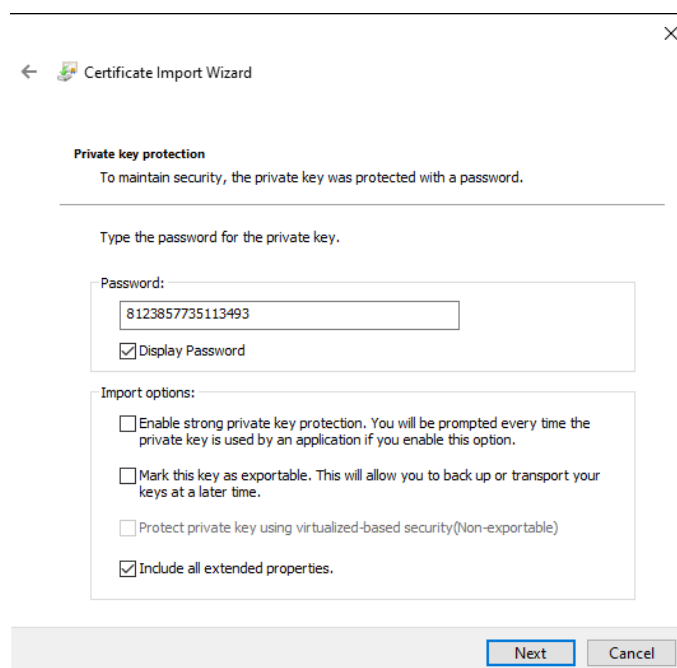 Certificate Import Wizard
Private key protection
To maintain security, the private key was protected with a password.
Type the password for the private key.
Password:
8123857735113493
Display Password
Import options:
Enable strong private key protection. You will be prompted every time the
private key is used by an application if you enable this option.
Mark this key as exportable. This will allow you to back up or transport your
keys at a later time.
Protect private key using virtualized-based security(Non-exportable)
Include all extended properties.
Next Cancel